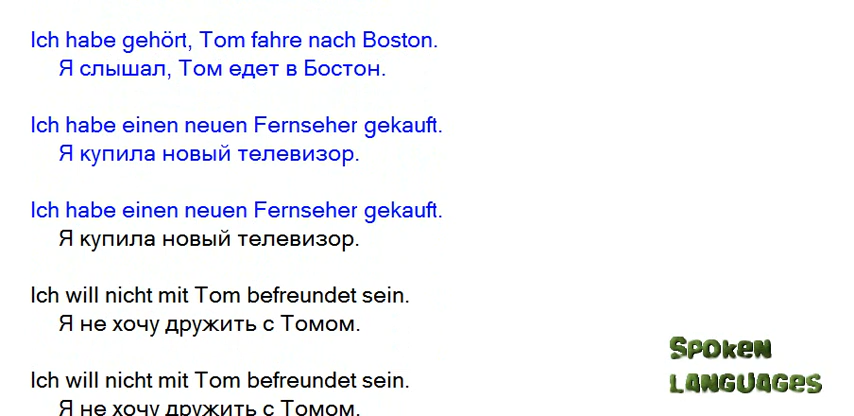 Ich habe gehört, Tom fahre nach Boston.
Я слышал, Том едет в Бостон.
Ich habe einen neuen Fernseher gekauft.
Я купила новый телевизор.
Ich habe einen neuen Fernseher gekauft.
Я купила новый телевизор.
Ich will nicht mit Tom befreundet sein.
Я не хочу дружить с Томом.
Ich will nicht mit Tom befreundet sein.
Я не хочу дружить с Томом.
Spoken
Languages